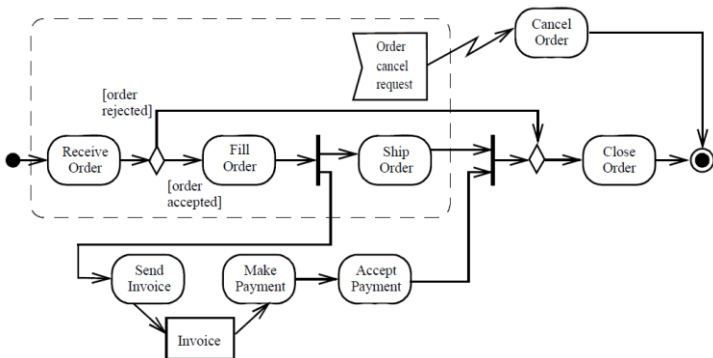 Order
cancel
request
Cancel
Order
[order
rejected]
Receive
Order
Fill
Order
Ship
Order
Close
Order
[order
accepted]
Send
Invoice
Make
Payment
Accept
Payment
Invoice